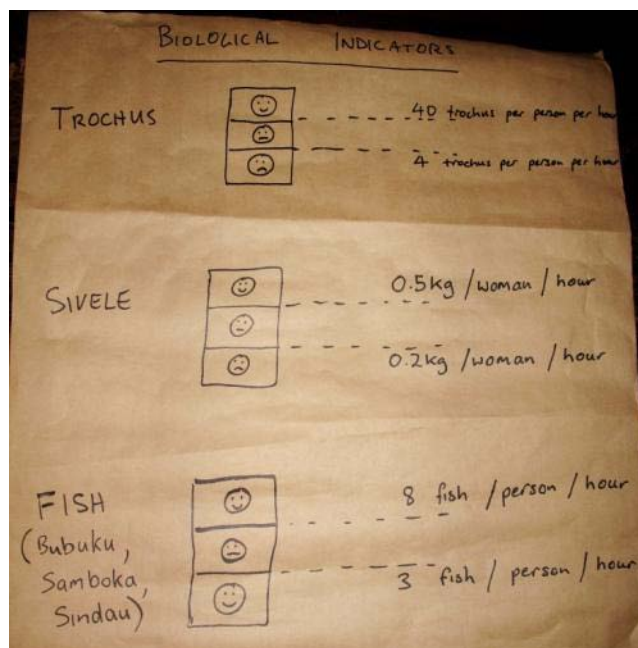 BIOLOGICAL INDICATORS
TROCHUS
40 trochus per person per hour
4 trochus per person per hour
SIVELE
0.5kg / woman / hour
0.2kg / woman / hour
FISH
8 fish / person / hour
(Bubuku,
Samboka,
3 fish / person / hour
Sindau)